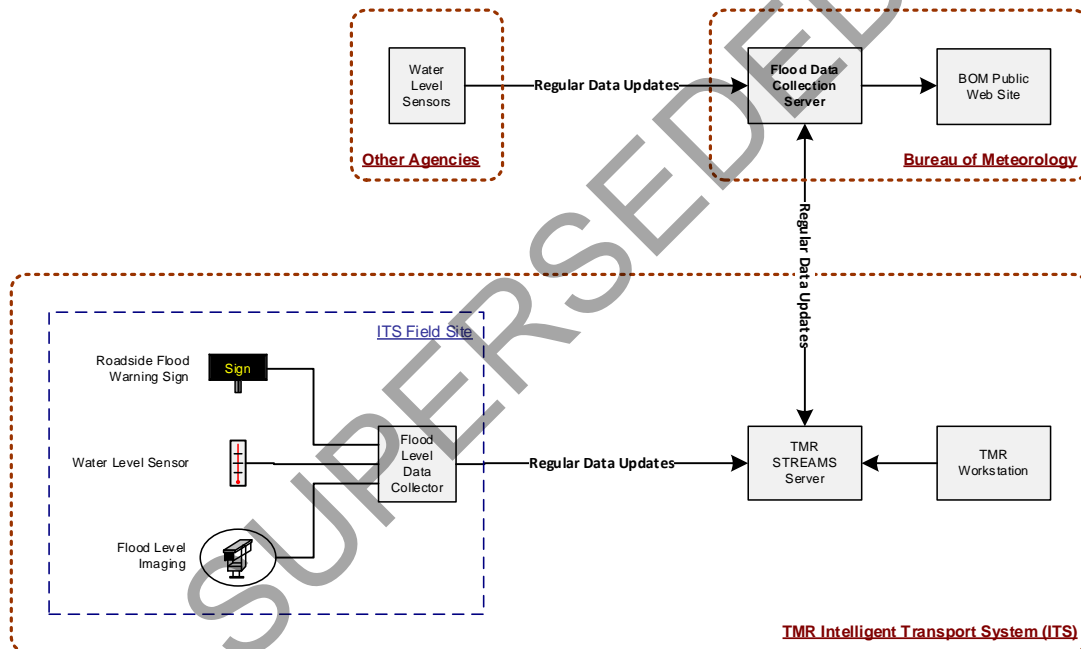 Water
Level
Sensors
Regular Data Updates
Flood Data
Collection
Server
BOM Public
Web Site
Other Agencies
Bureau of Meteorology
Regular Data Updates
ITS Field Site
Roadside Flood
Warning Sign
Sign
Water Level Sensor
Flood
Level
Data
Collector
Regular Data Updates
TMR
STREAMS
Server
TMR
Workstation
Flood Level
Imaging
TMR Intelligent Transport System (ITS)
SUPERSEDED